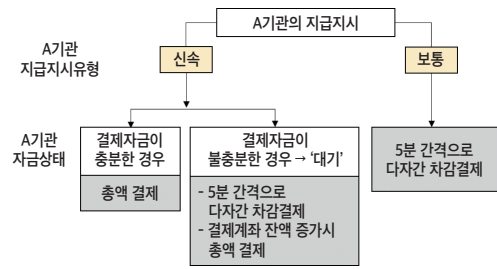 A기관의 지급지시
A기관
지급지시유형
신속
보통
A기관
자금상태
결제자금이
충분한 경우
총액 결제
결제자금이
불충분한 경우 → ‘대기’
- 5분 간격으로
다자간 차감결제
- 결제계좌 잔액 증가시
총액 결제
5분 간격으로
다자간 차감결제